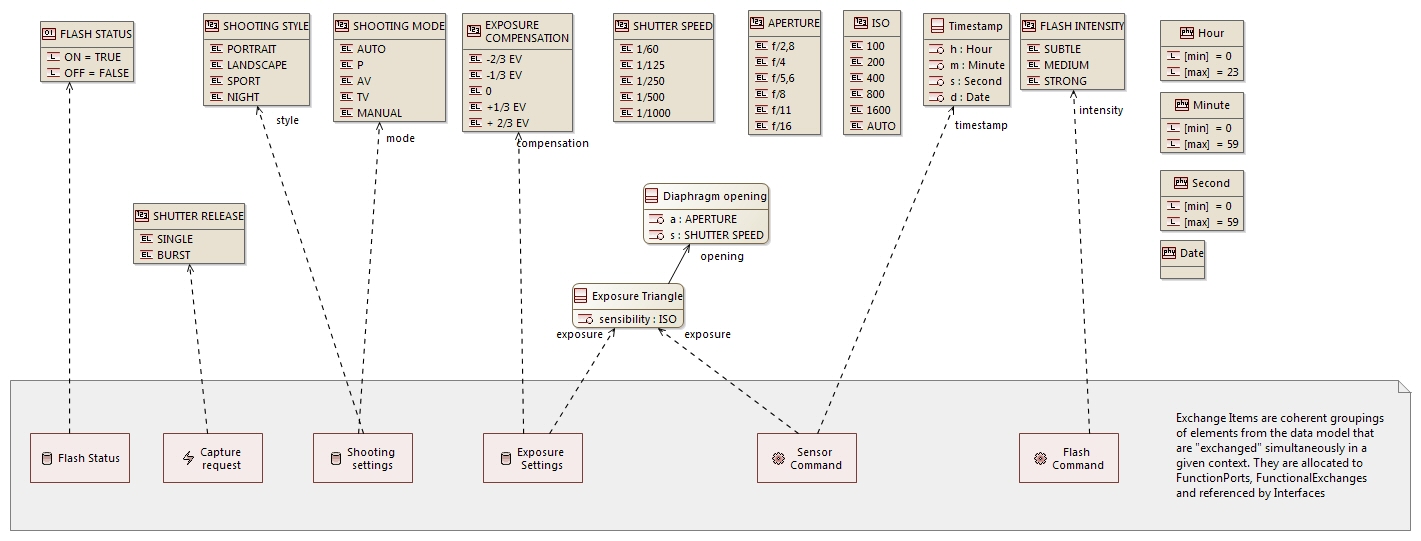 FLASH STATUS
ON = TRUE
OFF = FALSE
SHOOTING STYLE
PORTRAIT
LANDSCAPE
SPORT
NIGHT
style
SHOOTING MODE
AUTO
P
AV
TV
MANUAL
mode
EXPOSURE
COMPENSATION
-2/3 EV
-1/3 EV
0
+1/3 EV
+ 2/3 EV
compensation
SHUTTER SPEED
1/60
1/125
1/250
1/500
1/1000
APERTURE
f/2,8
f/4
f/5,6
f/8
f/11
f/16
ISO
100
200
400
800
1600
AUTO
Timestamp
h : Hour
m : Minute
s : Second
d : Date
timestamp
FLASH INTENSITY
SUBTLE
MEDIUM
STRONG
intensity
Hour
[min] = 0
[max] = 23
Minute
[min] = 0
[max] = 59
Second
[min] = 0
[max] = 59
Date
SHUTTER RELEASE
SINGLE
BURST
Diaphragm opening
a : APERTURE
s : SHUTTER SPEED
opening
Exposure Triangle
sensibility : ISO
exposure
exposure
Flash Status
Capture
request
Shooting
settings
Exposure
Settings
Sensor
Command
Flash
Command
Exchange Items are coherent groupings
of elements from the data model that
are "exchanged" simultaneously in a
given context. They are allocated to
FunctionPorts, FunctionalExchanges
and referenced by Interfaces